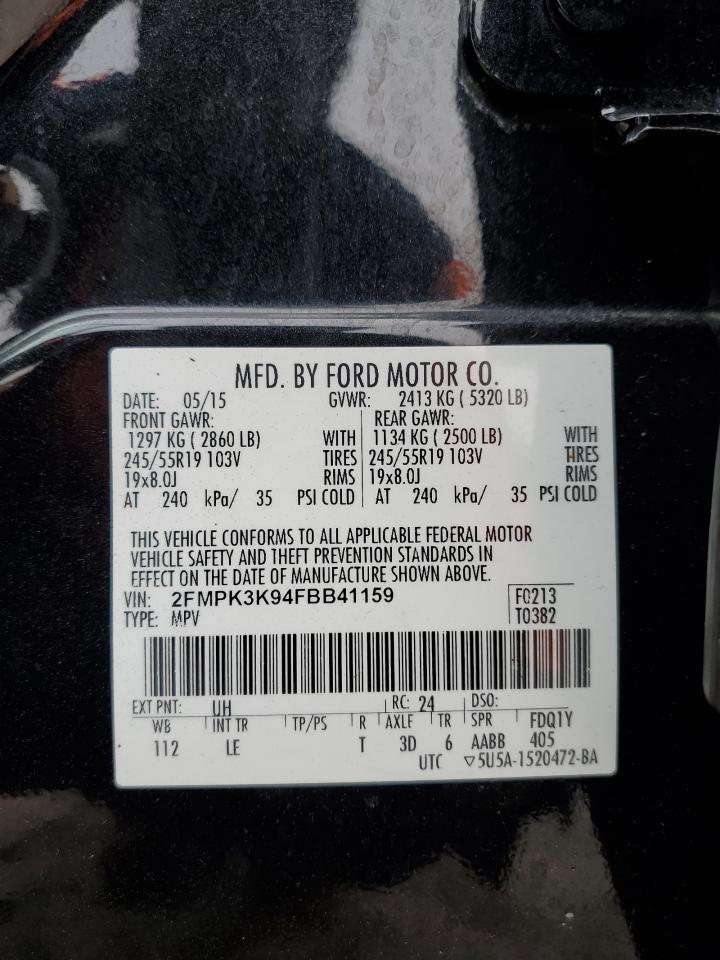 MFD. BY FORD MOTOR CO.
DATE: 05/15 GVWR: 2413 KG ( 5320 LB)
FRONT GAWR: REAR GAWR:
1297 KG ( 2860 LB) WITH 1134 KG ( 2500 LB) WITH
245/55R19 103V TIRES 245/55R19 103V TIRES
19x8.0J RIMS 19x8.0J RIMS
AT 240 kPa/ 35 PSI COLD AT 240 kPa/ 35 PSI COLD
THIS VEHICLE CONFORMS TO ALL APPLICABLE FEDERAL MOTOR
VEHICLE SAFETY AND THEFT PREVENTION STANDARDS IN
EFFECT ON THE DATE OF MANUFACTURE SHOWN ABOVE.
VIN: 2FMPK3K94FBB41159 F0213
TYPE: MPV T0382
EXT PNT: UH RC: 24 DSO:
WB INT TR TP/PS R AXLE TR SPR FDQ1Y
112 LE T 3D 6 AABB 405
UTC ▽5U5A-1520472-BA